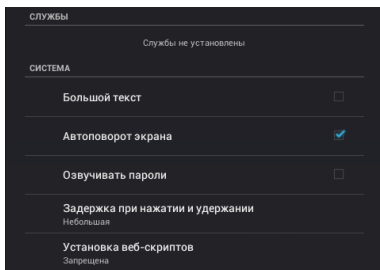 СЛУЖБЫ
Службы не установлены
СИСТЕМА
Большой текст
Автоповорот экрана
Озвучивать пароли
Задержка при нажатии и удержании
Небольшая
Установка веб-скриптов
Запрещена